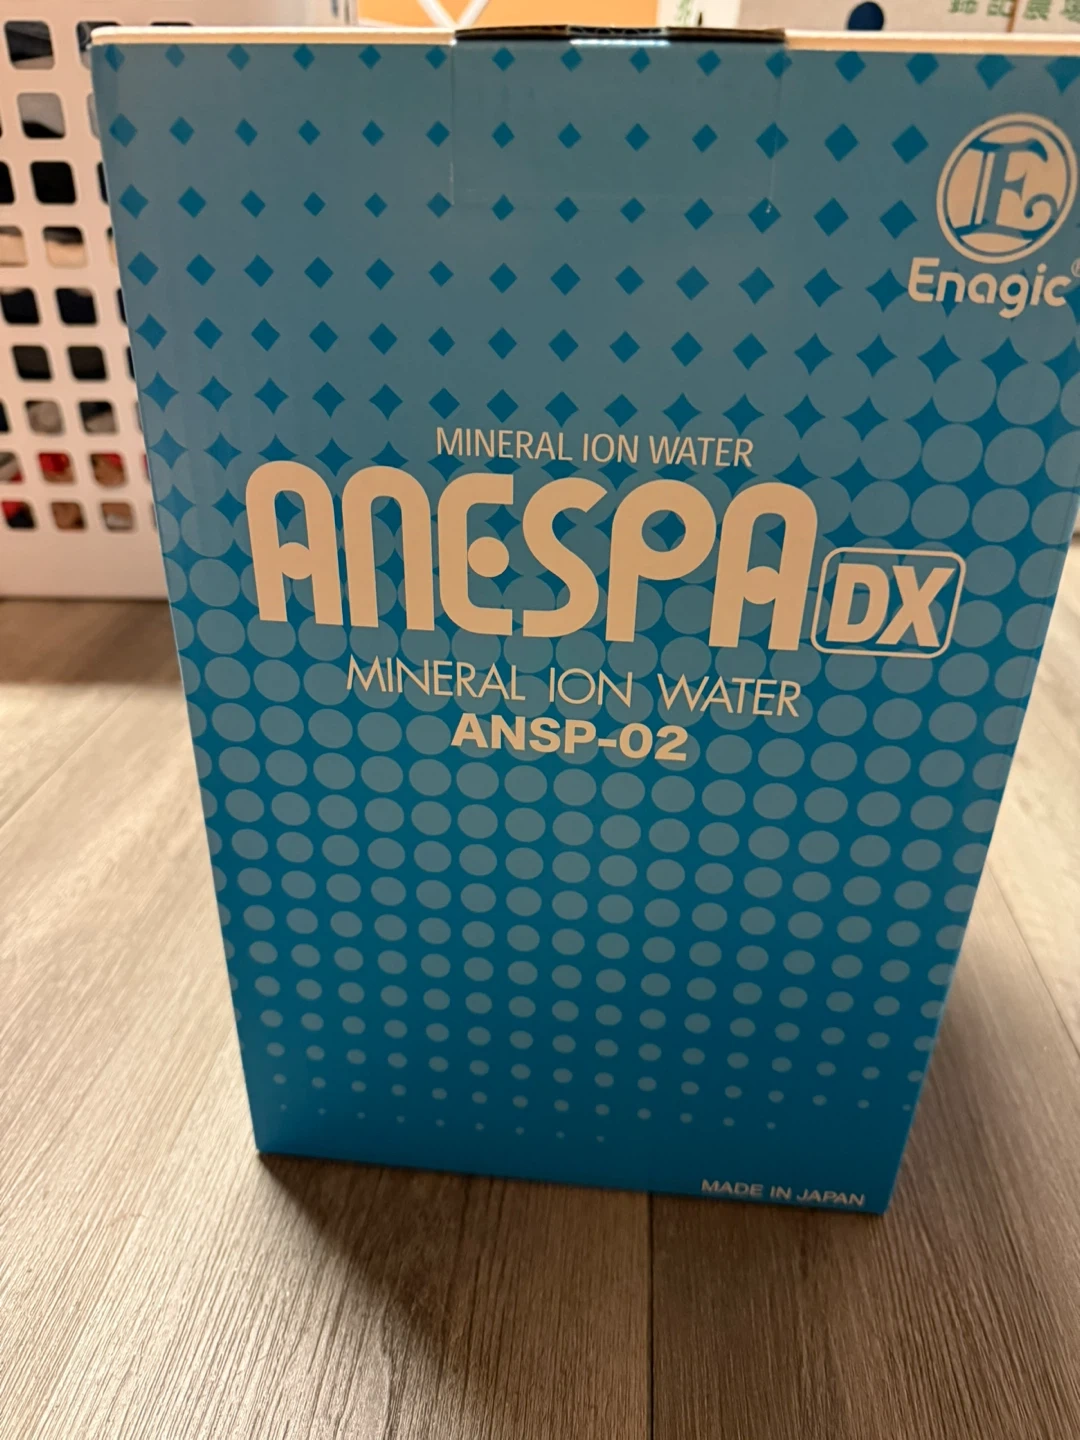 E
Enagic
MINERAL ION WATER
ANESPA DX
MINERAL ION WATER
ANSP-02
MADE IN JAPAN